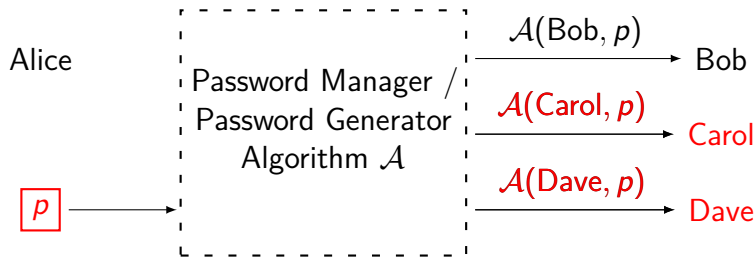 𝒜(Bob, p)
Alice
Bob
Password Manager /
Password Generator
Algorithm 𝒜
𝒜(Carol, p)
Carol
𝒜(Dave, p)
p
Dave